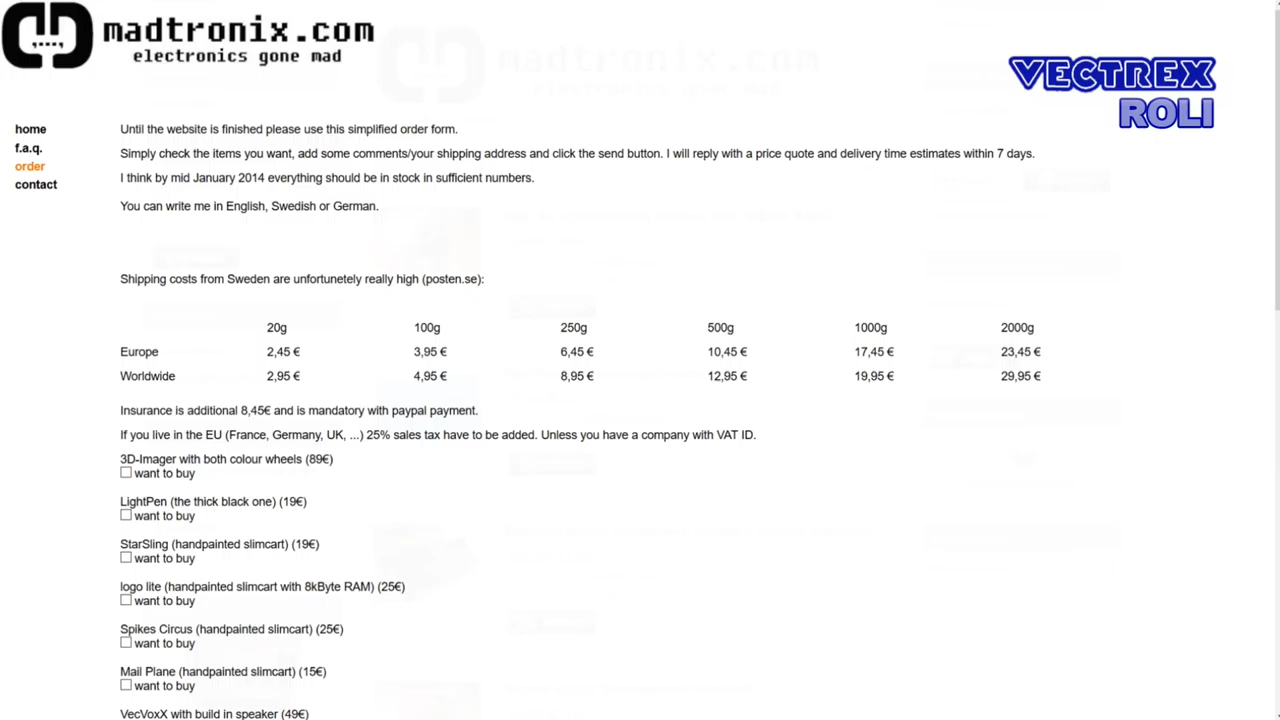 madtronix.com
electronics gone mad
VECTREX
ROLI
home
f.a.q.
order
contact
Until the website is finished please use this simplified order form.
Simply check the items you want, add some comments/your shipping address and click the send button. I will reply with a price quote and delivery time estimates within 7 days.
I think by mid January 2014 everything should be in stock in sufficient numbers.
You can write me in English, Swedish or German.
Shipping costs from Sweden are unfortunetely really high (posten.se):
20g 100g 250g 500g 1000g 2000g
Europe 2,45 € 3,95 € 6,45 € 10,45 € 17,45 € 23,45 €
Worldwide 2,95 € 4,95 € 8,95 € 12,95 € 19,95 € 29,95 €
Insurance is additional 8,45€ and is mandatory with paypal payment.
If you live in the EU (France, Germany, UK, ...) 25% sales tax have to be added. Unless you have a company with VAT ID.
3D-Imager with both colour wheels (89€)
want to buy
LightPen (the thick black one) (19€)
want to buy
StarSling (handpainted slimcart) (19€)
want to buy
logo lite (handpainted slimcart with 8kByte RAM) (25€)
want to buy
Spikes Circus (handpainted slimcart) (25€)
want to buy
Mail Plane (handpainted slimcart) (15€)
want to buy
VecVoxX with build in speaker (49€)